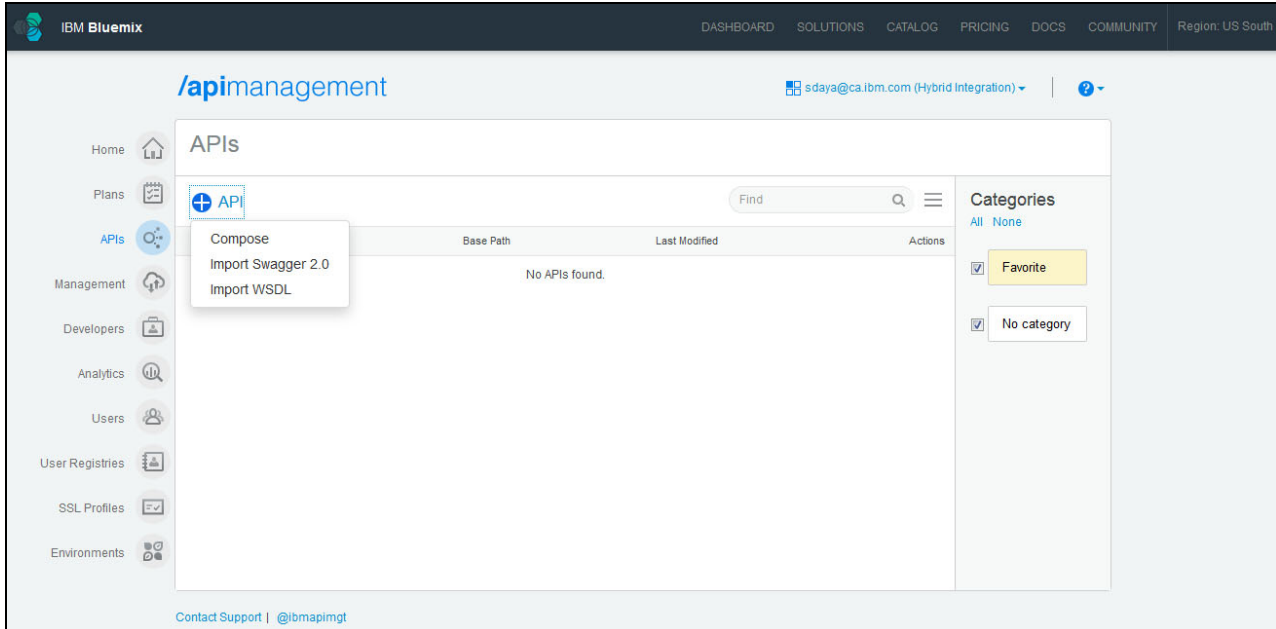 IBM Bluemix DASHBOARD SOLUTIONS CATALOG PRICING DOCS COMMUNITY Region: US South
/apimanagement sdaya@ca.ibm.com (Hybrid Integration)
Home
Plans
APIs
Management
Developers
Analytics
Users
User Registries
SSL Profiles
Environments
APIs
API
Find
Compose
Import Swagger 2.0
Import WSDL
Base Path Last Modified Actions
No APIs found.
Categories
All None
Favorite
No category
Contact Support | @ibmapimgt